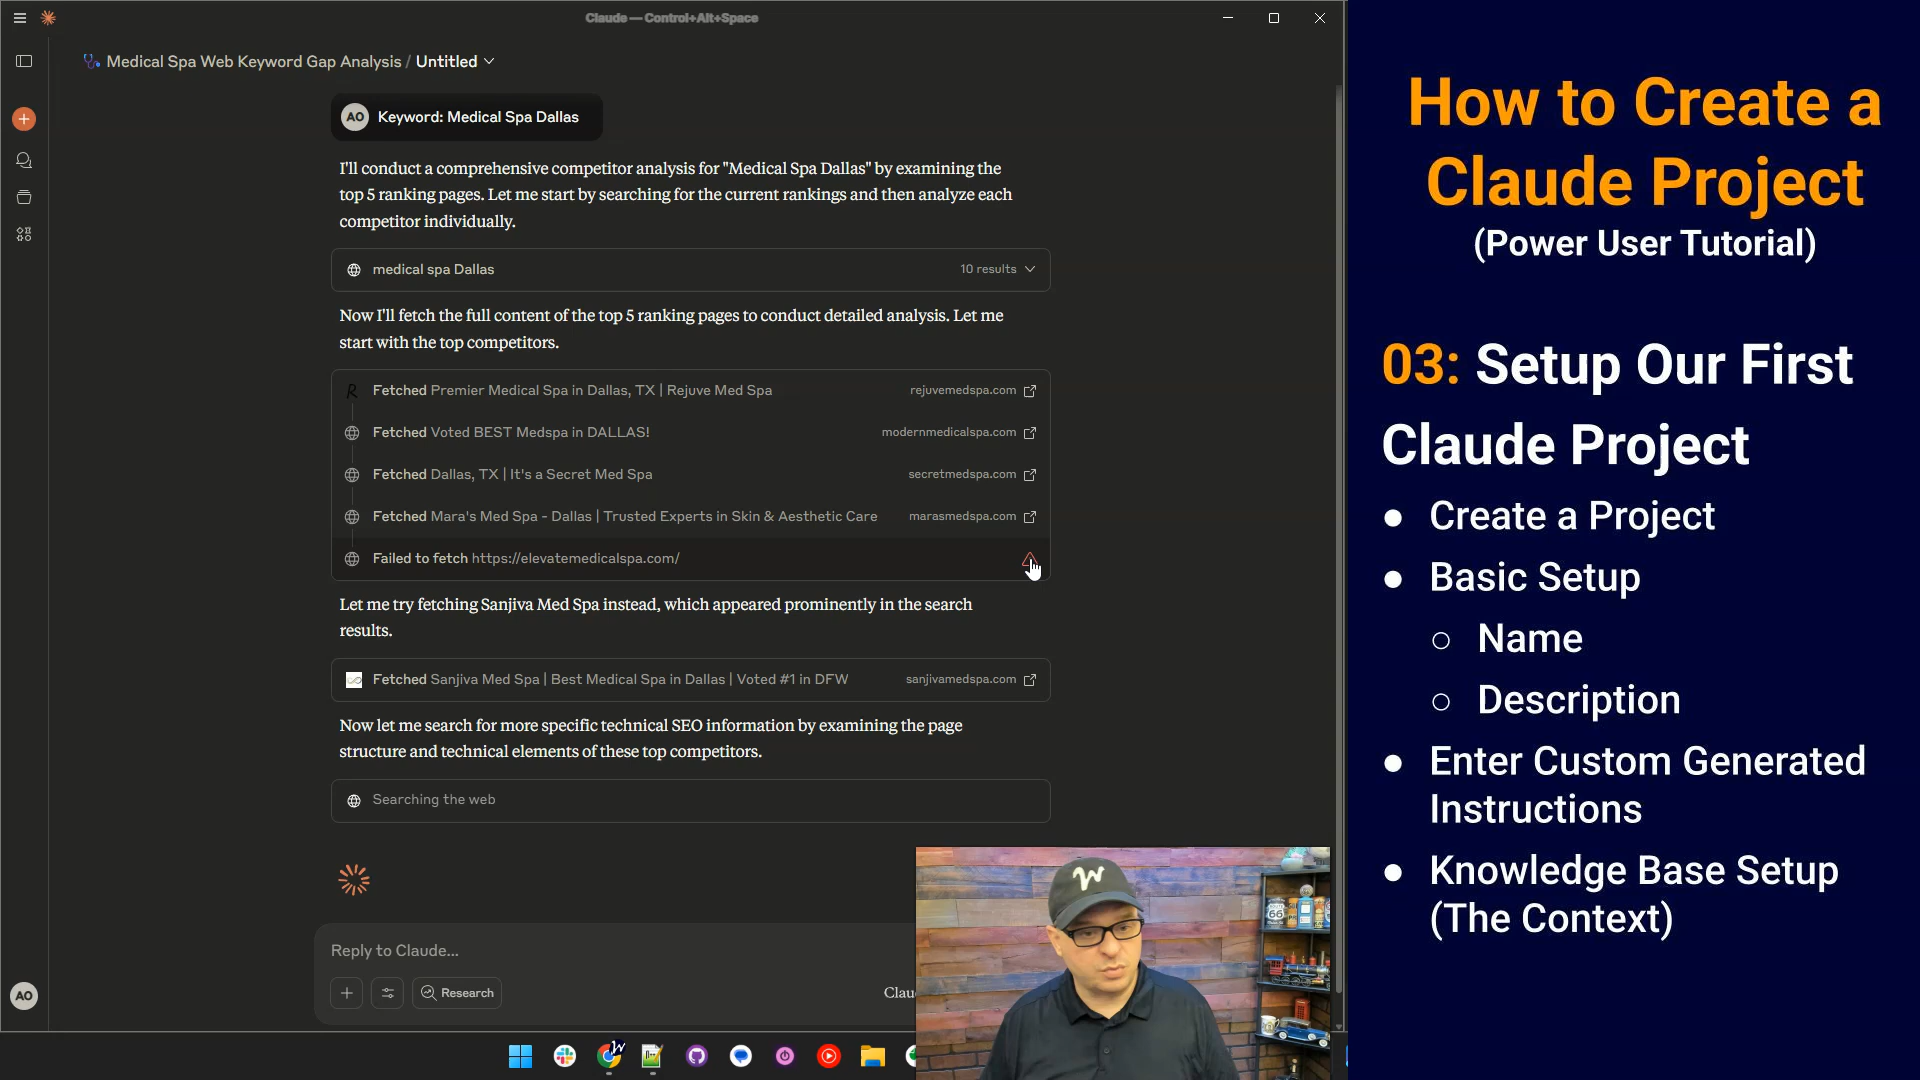 Claude — Control+Alt+Space
Medical Spa Web Keyword Gap Analysis / Untitled
AO Keyword: Medical Spa Dallas
I'll conduct a comprehensive competitor analysis for "Medical Spa Dallas" by examining the
top 5 ranking pages. Let me start by searching for the current rankings and then analyze each
competitor individually.
medical spa Dallas 10 results
Now I'll fetch the full content of the top 5 ranking pages to conduct detailed analysis. Let me
start with the top competitors.
R Fetched Premier Medical Spa in Dallas, TX | Rejuve Med Spa rejuvemedspa.com
Fetched Voted BEST Medspa in DALLAS! modernmedicalspa.com
Fetched Dallas, TX | It's a Secret Med Spa secretmedspa.com
Fetched Mara's Med Spa - Dallas | Trusted Experts in Skin & Aesthetic Care marasmedspa.com
Failed to fetch https://elevatemedicalspa.com/
Let me try fetching Sanjiva Med Spa instead, which appeared prominently in the search
results.
Fetched Sanjiva Med Spa | Best Medical Spa in Dallas | Voted #1 in DFW sanjivamedspa.com
Now let me search for more specific technical SEO information by examining the page
structure and technical elements of these top competitors.
Searching the web
Reply to Claude...
Research
Clau
AO
W
ROUTE
66
How to Create a
Claude Project
(Power User Tutorial)
03: Setup Our First
Claude Project
● Create a Project
● Basic Setup
○ Name
○ Description
● Enter Custom Generated
Instructions
● Knowledge Base Setup
(The Context)